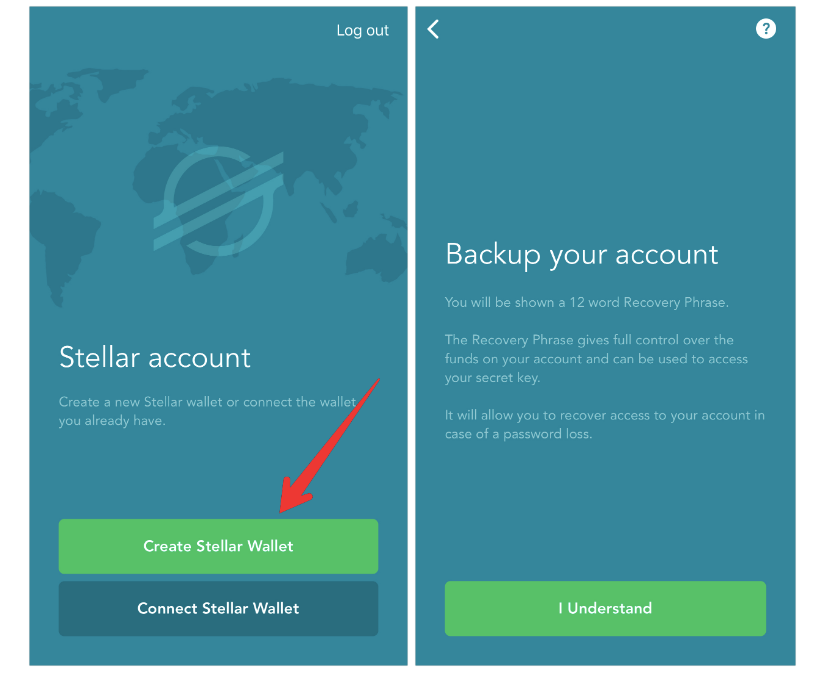 Log out
Stellar account
Create a new Stellar wallet or connect the wallet
you already have.
Create Stellar Wallet
Connect Stellar Wallet
?
Backup your account
You will be shown a 12 word Recovery Phrase.
The Recovery Phrase gives full control over the
funds on your account and can be used to access
your secret key.
It will allow you to recover access to your account in
case of a password loss.
I Understand